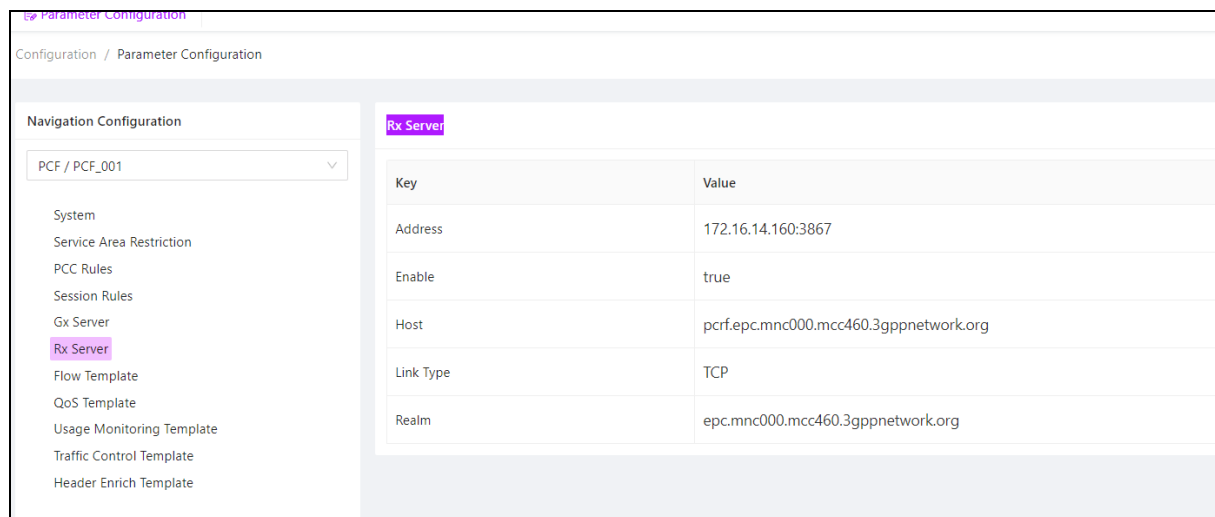 Parameter Configuration
Configuration / Parameter Configuration
Navigation Configuration
PCF / PCF_001
System
Service Area Restriction
PCC Rules
Session Rules
Gx Server
Rx Server
Flow Template
QoS Template
Usage Monitoring Template
Traffic Control Template
Header Enrich Template
Rx Server
Key Value
Address 172.16.14.160:3867
Enable true
Host pcrf.epc.mnc000.mcc460.3gppnetwork.org
Link Type TCP
Realm epc.mnc000.mcc460.3gppnetwork.org